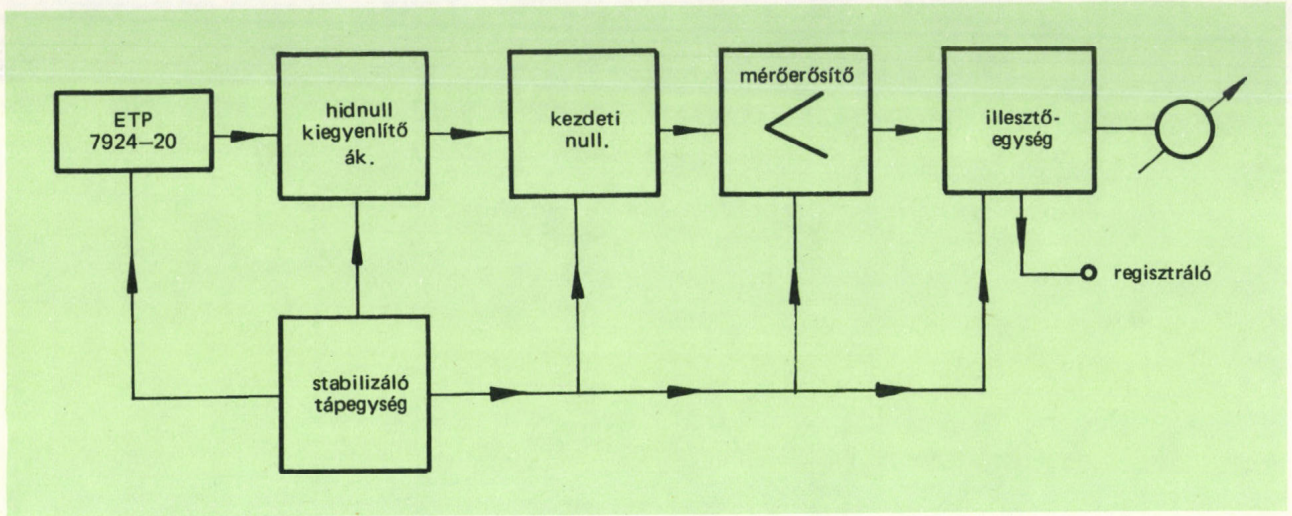 ETP
7924–20
hidnull
kiegyenlítő
ák.
kezdeti
null.
mérőerősítő
illesztő-
egység
regisztráló
stabilizáló
tápegység